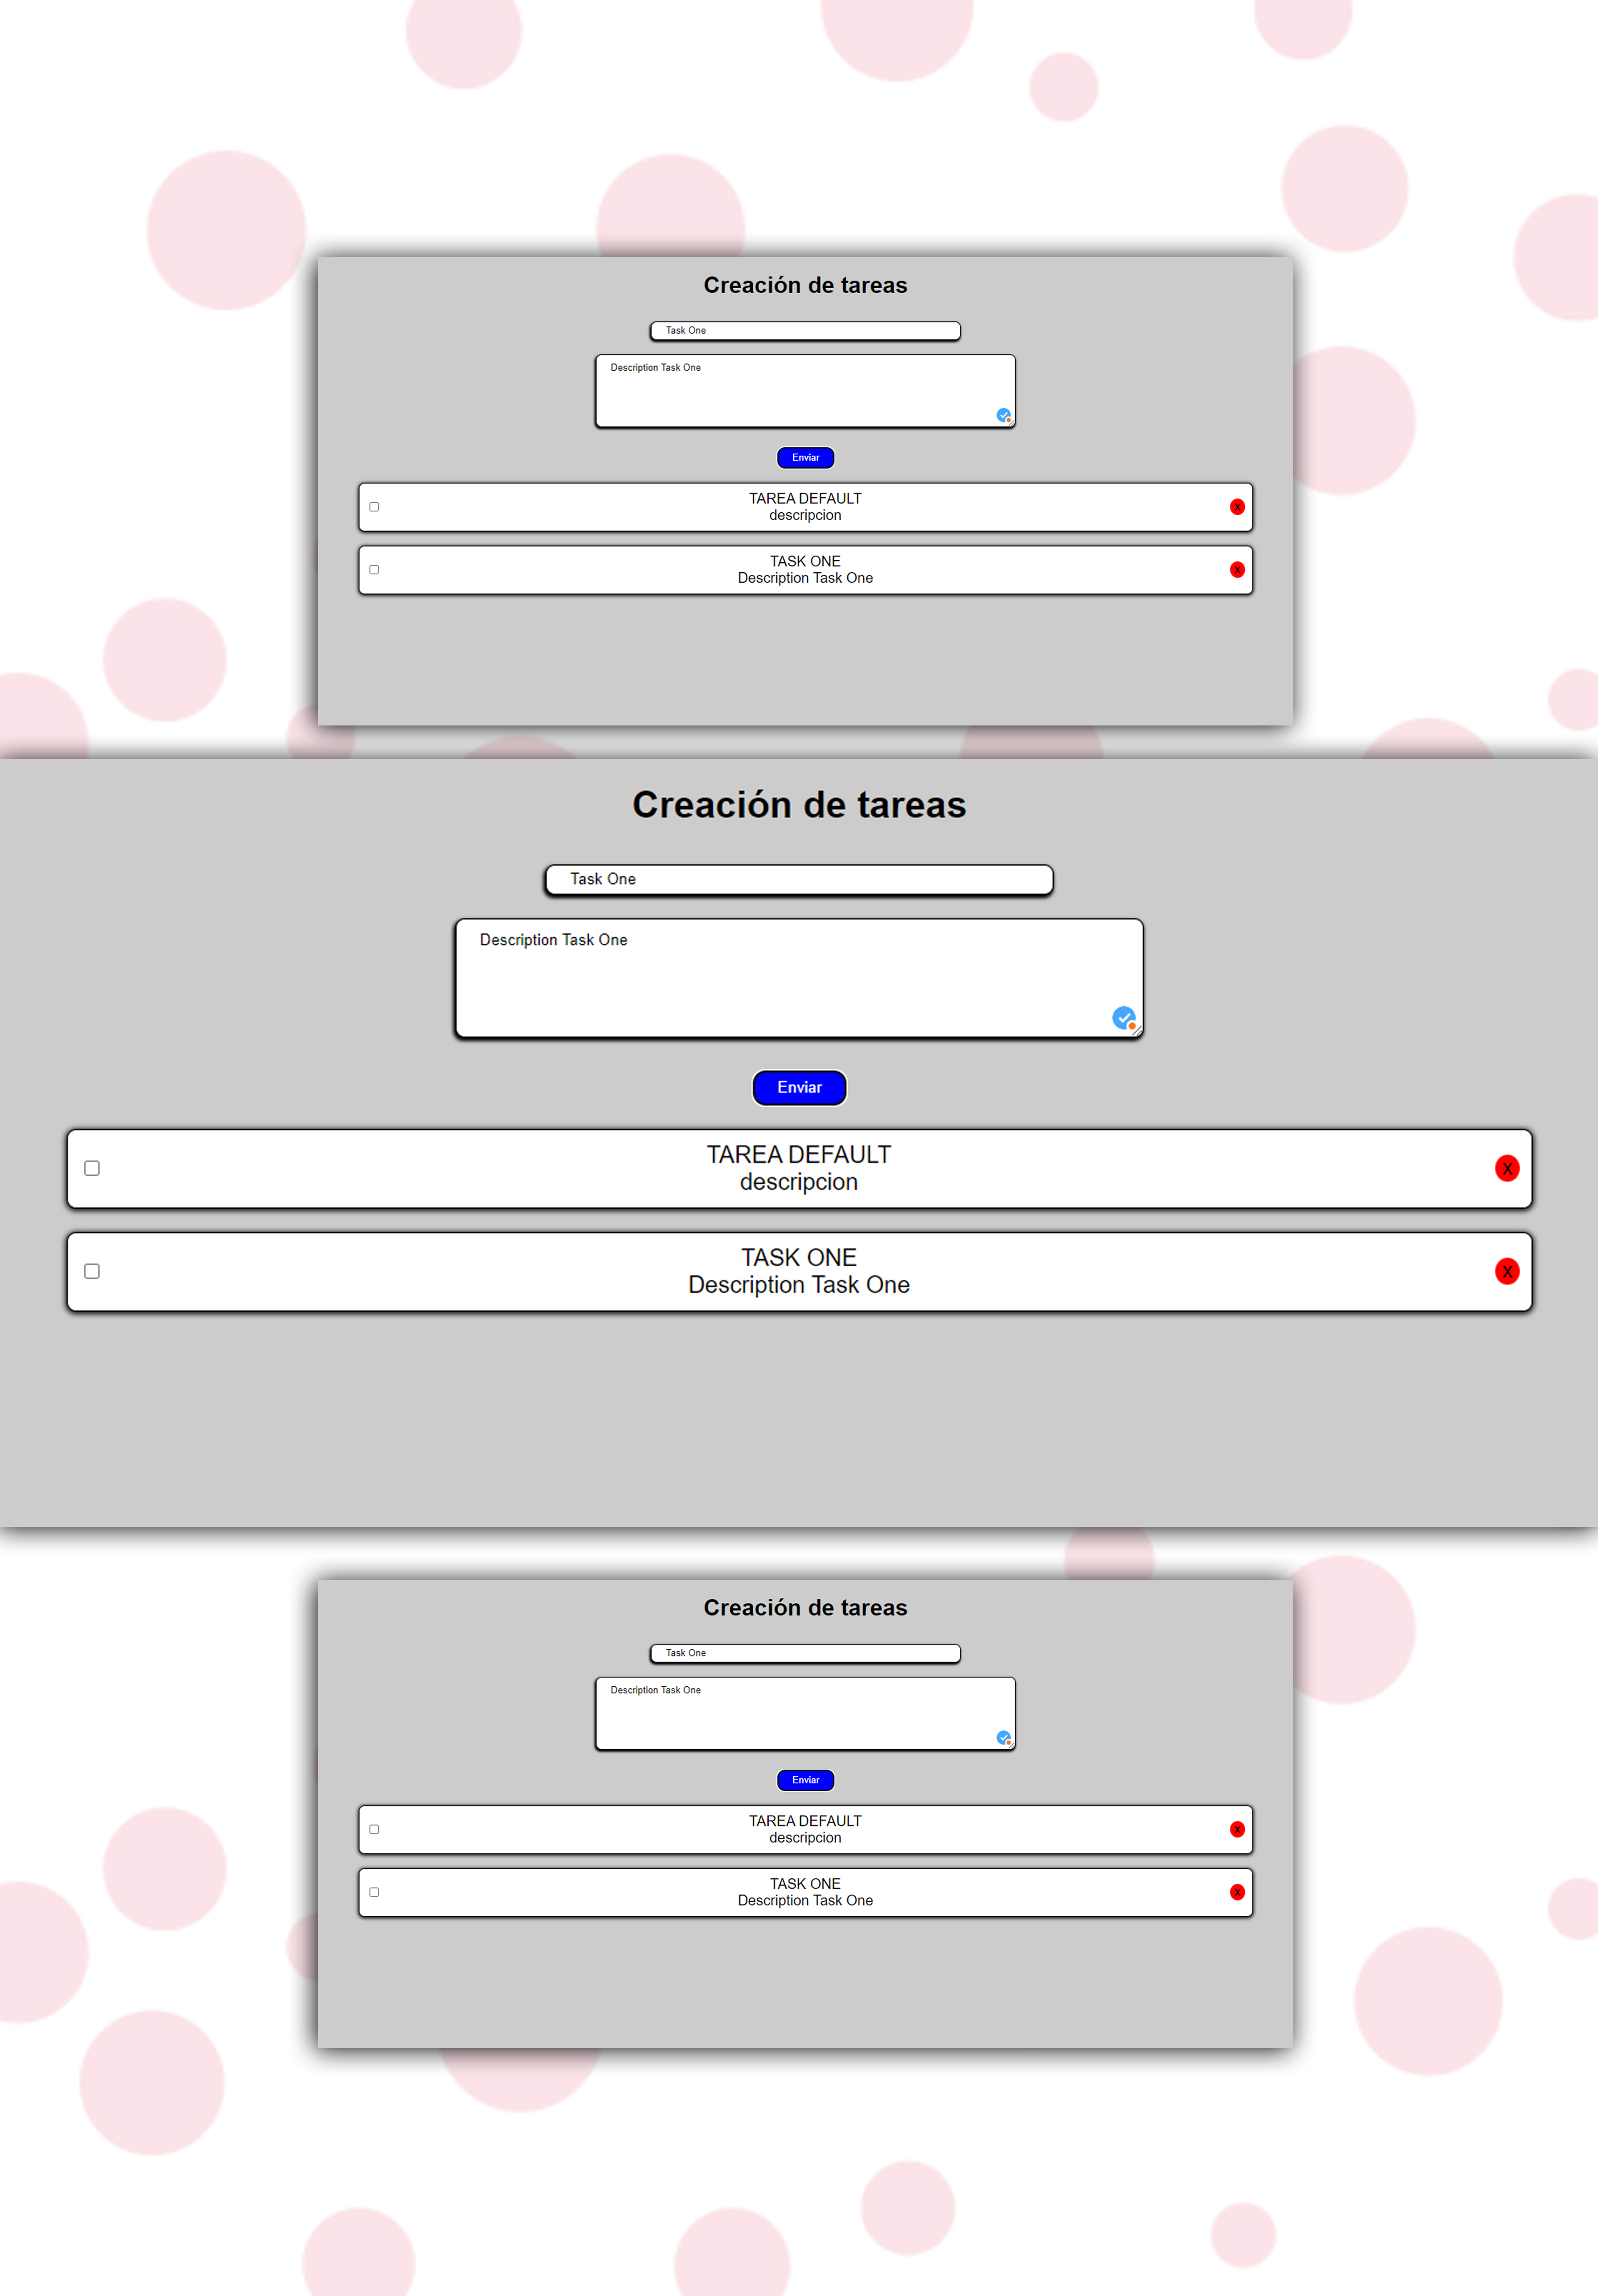 Creación de tareas
Task One
Description Task One
Enviar
TAREA DEFAULT
descripcion
X
TASK ONE
Description Task One
X
Creación de tareas
Task One
Description Task One
Enviar
TAREA DEFAULT
descripcion
X
TASK ONE
Description Task One
X
Creación de tareas
Task One
Description Task One
Enviar
TAREA DEFAULT
descripcion
X
TASK ONE
Description Task One
X